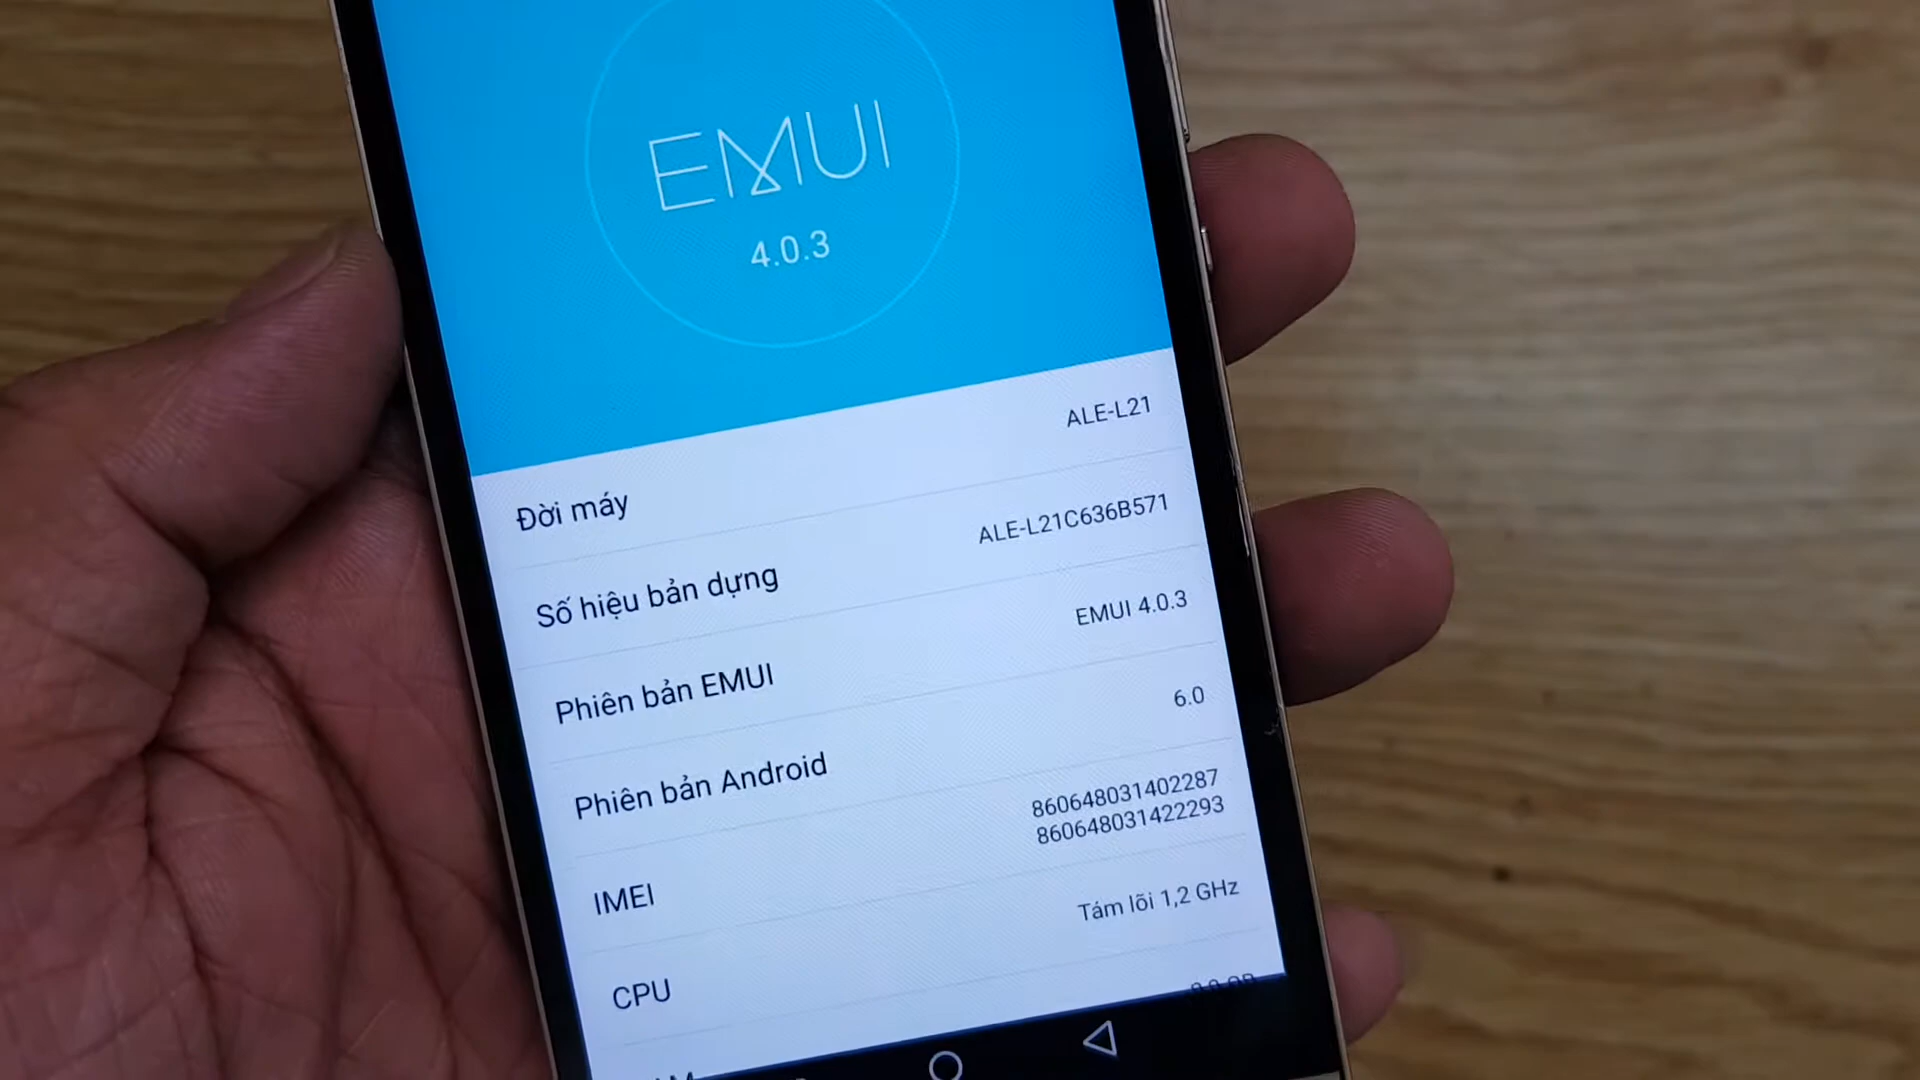 EMUI
4.0.3
Đời máy
ALE-L21
Số hiệu bản dựng
ALE-L21C636B571
Phiên bản EMUI
EMUI 4.0.3
Phiên bản Android
6.0
IMEI
860648031402287
860648031422293
CPU
Tám lõi 1,2 GHz